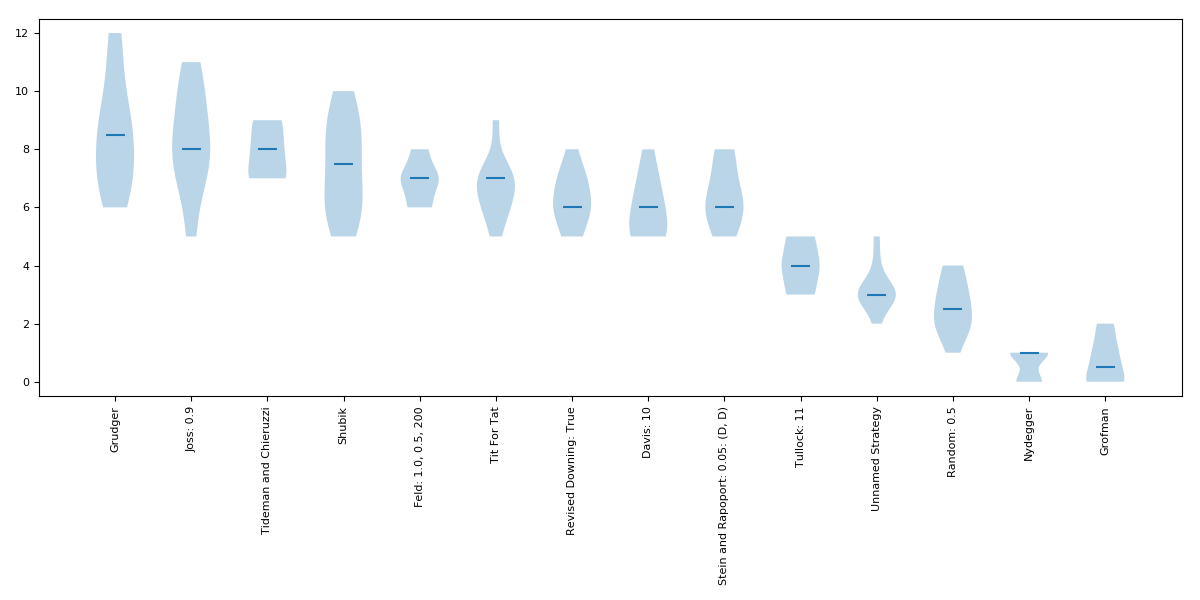 12
10
8
6
4
2
0
Grudger
Joss: 0.9
Tideman and Chieruzzi
Shubik
Feld: 1.0, 0.5, 200
Tit For Tat
Revised Downing: True
Davis: 10
Stein and Rapoport: 0.05: (D, D)
Tullock: 11
Unnamed Strategy
Random: 0.5
Nydegger
Grofman